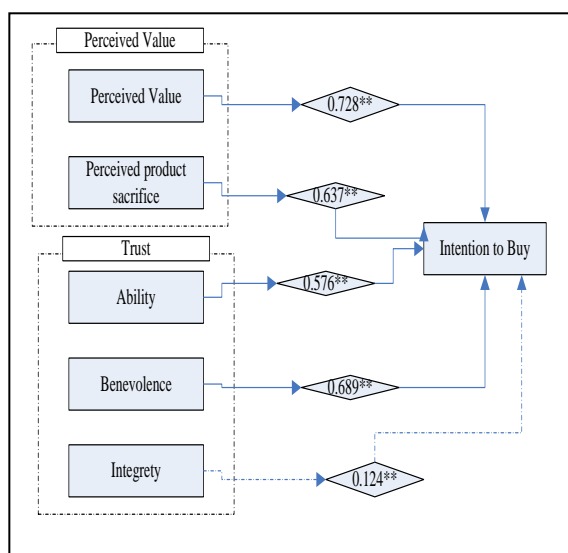 Perceived Value
Perceived Value
0.728**
Perceived product
sacrifice
0.637**
Intention to Buy
Trust
Ability
0.576**
Benevolence
0.689**
Integrety
0.124**